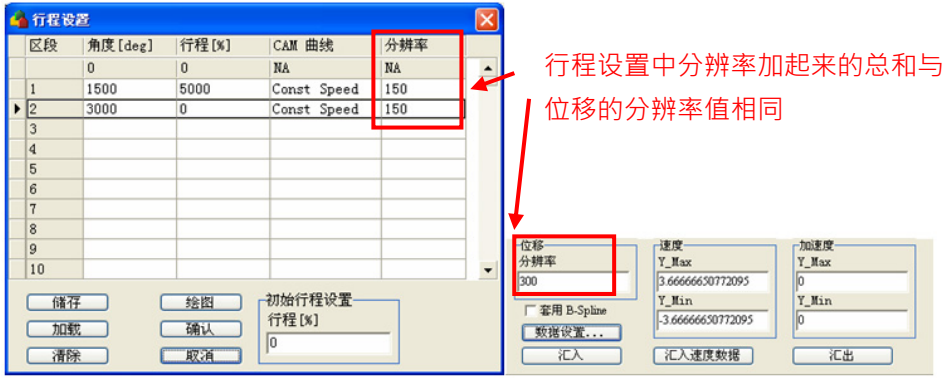 行程设置
区段 角度[deg] 行程[%] CAM 曲线 分辨率
0 0 NA NA
1 1500 5000 Const Speed 150
2 3000 0 Const Speed 150
3
4
5
6
7
8
9
10
储存 绘图 初始行程设置
行程[%]
加载 确认 0
清除 取消
行程设置中分辨率加起来的总和与
位移的分辨率值相同
位移 速度 加速度
分辨率 Y_Max Y_Max
300 3.66666650772095 0
套用 B-Spline Y_Min Y_Min
数据设置... -3.66666650772095 0
汇入 汇入速度数据 汇出